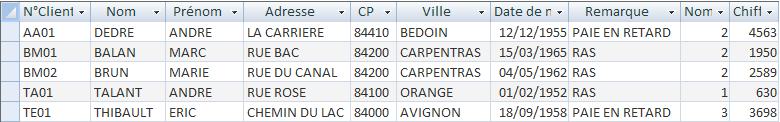 N°Client Nom Prénom Adresse CP Ville Date de n Remarque Nom Chiff
AA01 DEDRE ANDRE LA CARRIERE 84410 BEDOIN 12/12/1955 PAIE EN RETARD 2 4563
BM01 BALAN MARC RUE BAC 84200 CARPENTRAS 15/03/1965 RAS 2 1950
BM02 BRUN MARIE RUE DU CANAL 84200 CARPENTRAS 04/05/1962 RAS 2 2589
TA01 TALANT ANDRE RUE ROSE 84100 ORANGE 01/02/1952 RAS 1 630
TE01 THIBAULT ERIC CHEMIN DU LAC 84000 AVIGNON 18/09/1958 PAIE EN RETARD 3 3698